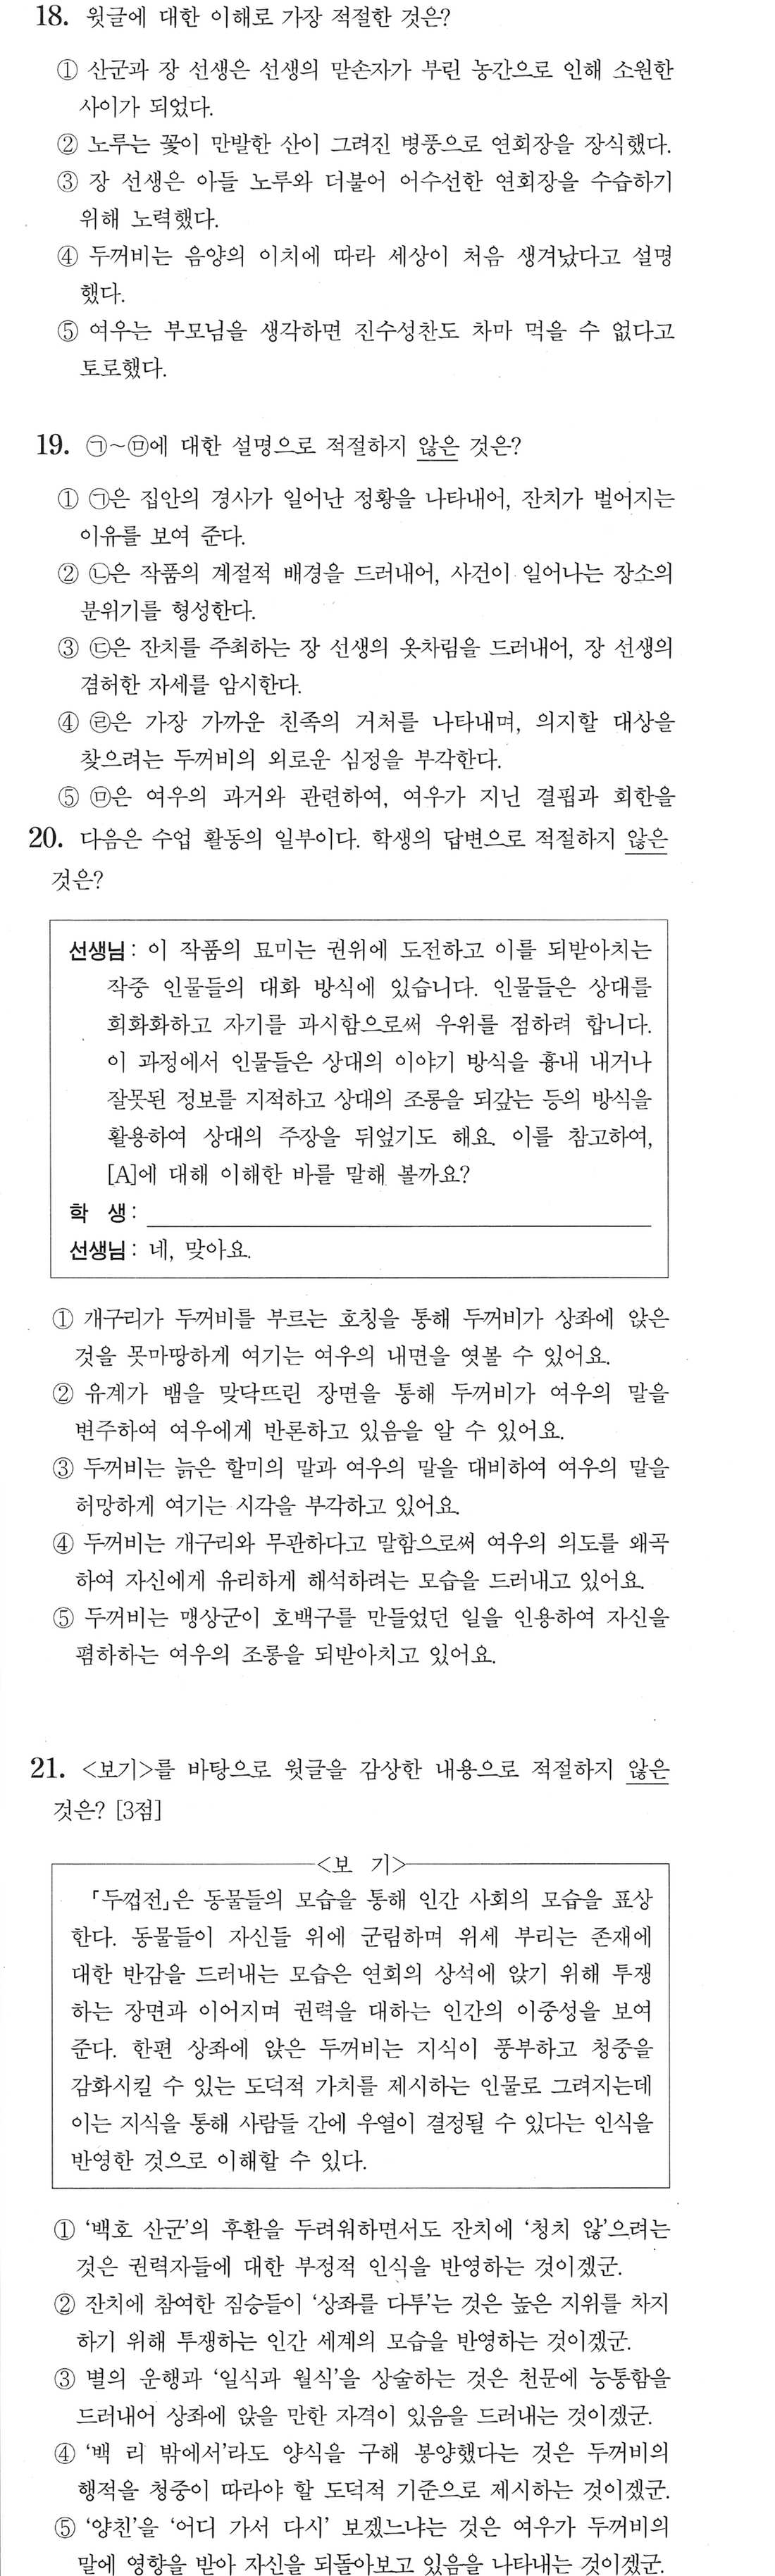 18. 윗글에 대한 이해로 가장 적절한 것은?
① 산군과 장 선생은 선생의 맏손자가 부린 농간으로 인해 소원한
사이가 되었다.
② 노루는 꽃이 만발한 산이 그려진 병풍으로 연회장을 장식했다.
③ 장 선생은 아들 노루와 더불어 어수선한 연회장을 수습하기
위해 노력했다.
④ 두꺼비는 음양의 이치에 따라 세상이 처음 생겨났다고 설명
했다.
⑤ 여우는 부모님을 생각하면 진수성찬도 차마 먹을 수 없다고
토로했다.
19. ㉠~㉤에 대한 설명으로 적절하지 않은 것은?
① ㉠은 집안의 경사가 일어난 정황을 나타내어, 잔치가 벌어지는
이유를 보여 준다.
② ㉡은 작품의 계절적 배경을 드러내어, 사건이 일어나는 장소의
분위기를 형성한다.
③ ㉢은 잔치를 주최하는 장 선생의 옷차림을 드러내어, 장 선생의
겸허한 자세를 암시한다.
④ ㉣은 가장 가까운 친족의 거처를 나타내며, 의지할 대상을
찾으려는 두꺼비의 외로운 심정을 부각한다.
⑤ ㉤은 여우의 과거와 관련하여, 여우가 지닌 결핍과 회한을
20. 다음은 수업 활동의 일부이다. 학생의 답변으로 적절하지 않은
것은?
선생님: 이 작품의 묘미는 권위에 도전하고 이를 되받아치는
작중 인물들의 대화 방식에 있습니다. 인물들은 상대를
희화화하고 자기를 과시함으로써 우위를 점하려 합니다.
이 과정에서 인물들은 상대의 이야기 방식을 흉내 내거나
잘못된 정보를 지적하고 상대의 조롱을 되갚는 등의 방식을
활용하여 상대의 주장을 뒤엎기도 해요. 이를 참고하여,
[A]에 대해 이해한 바를 말해 볼까요?
학 생:
선생님: 네, 맞아요.
① 개구리가 두꺼비를 부르는 호칭을 통해 두꺼비가 상좌에 앉은
것을 못마땅하게 여기는 여우의 내면을 엿볼 수 있어요.
② 유계가 뱀을 맞닥뜨린 장면을 통해 두꺼비가 여우의 말을
변주하여 여우에게 반론하고 있음을 알 수 있어요.
③ 두꺼비는 늙은 할미의 말과 여우의 말을 대비하여 여우의 말을
허망하게 여기는 시각을 부각하고 있어요.
④ 두꺼비는 개구리와 무관하다고 말함으로써 여우의 의도를 왜곡
하여 자신에게 유리하게 해석하려는 모습을 드러내고 있어요.
⑤ 두꺼비는 맹상군이 호백구를 만들었던 일을 인용하여 자신을
폄하하는 여우의 조롱을 되받아치고 있어요.
21. <보기>를 바탕으로 윗글을 감상한 내용으로 적절하지 않은
것은? [3점]
<보 기>
「두껍전」은 동물들의 모습을 통해 인간 사회의 모습을 표상
한다. 동물들이 자신들 위에 군림하며 위세 부리는 존재에
대한 반감을 드러내는 모습은 연회의 상석에 앉기 위해 투쟁
하는 장면과 이어지며 권력을 대하는 인간의 이중성을 보여
준다. 한편 상좌에 앉은 두꺼비는 지식이 풍부하고 청중을
감화시킬 수 있는 도덕적 가치를 제시하는 인물로 그려지는데
이는 지식을 통해 사람들 간에 우열이 결정될 수 있다는 인식을
반영한 것으로 이해할 수 있다.
① ‘백호 산군’의 후환을 두려워하면서도 잔치에 ‘청치 않’으려는
것은 권력자들에 대한 부정적 인식을 반영하는 것이겠군.
② 잔치에 참여한 짐승들이 ‘상좌를 다투’는 것은 높은 지위를 차지
하기 위해 투쟁하는 인간 세계의 모습을 반영하는 것이겠군.
③ 별의 운행과 ‘일식과 월식’을 상술하는 것은 천문에 능통함을
드러내어 상좌에 앉을 만한 자격이 있음을 드러내는 것이겠군.
④ ‘백 리 밖에서’라도 양식을 구해 봉양했다는 것은 두꺼비의
행적을 청중이 따라야 할 도덕적 기준으로 제시하는 것이겠군.
⑤ ‘양친’을 ‘어디 가서 다시’ 보겠느냐는 것은 여우가 두꺼비의
말에 영향을 받아 자신을 되돌아보고 있음을 나타내는 것이겠군.